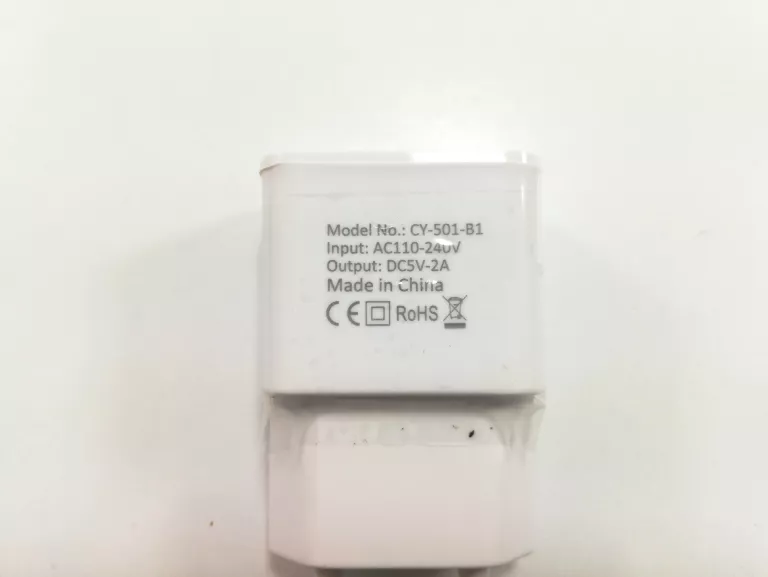 Model No.: CY-501-B1
Input: AC110-240V
Output: DC5V-2A
Made in China
CE RoHS